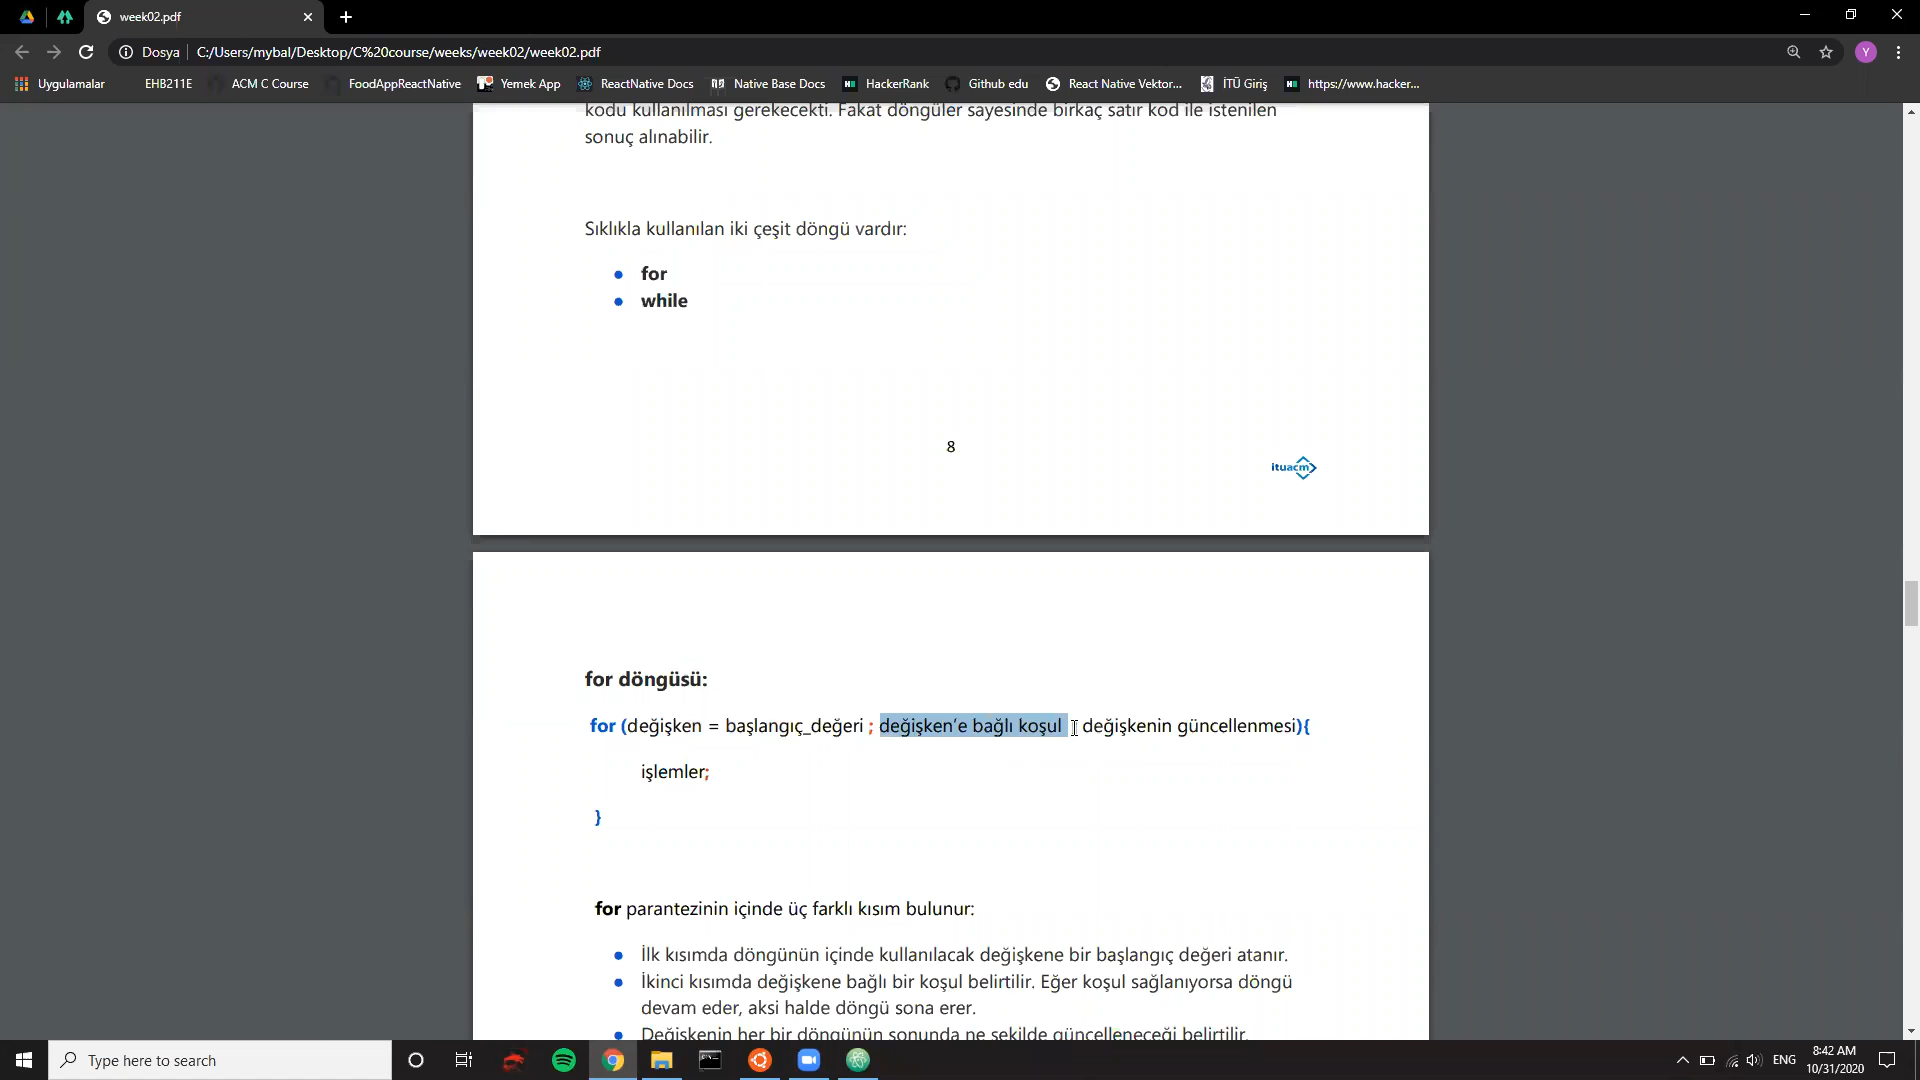 week02.pdf
Dosya
C:/Users/mybal/Desktop/C%20course/weeks/week02/week02.pdf
Y
Uygulamalar
EHB211E
ACM C Course
FoodAppReactNative
Yemek App
ReactNative Docs
Native Base Docs
HackerRank
Github edu
React Native Vektor...
İTÜ Giriş
https://www.hacker...
kodu kullanılması gerekecekti. Fakat döngüler sayesinde birkaç satır kod ile istenilen
sonuç alınabilir.
Sıklıkla kullanılan iki çeşit döngü vardır:
● for
● while
8
ituacm
for döngüsü:
for (değişken = başlangıç_değeri ; değişken’e bağlı koşul ; değişkenin güncellenmesi){
işlemler;
}
for parantezinin içinde üç farklı kısım bulunur:
● İlk kısımda döngünün içinde kullanılacak değişkene bir başlangıç değeri atanır.
● İkinci kısımda değişkene bağlı bir koşul belirtilir. Eğer koşul sağlanıyorsa döngü
devam eder, aksi halde döngü sona erer.
● Değişkenin her bir döngünün sonunda ne şekilde güncelleneceği belirtilir.
Type here to search
ENG
8:42 AM
10/31/2020